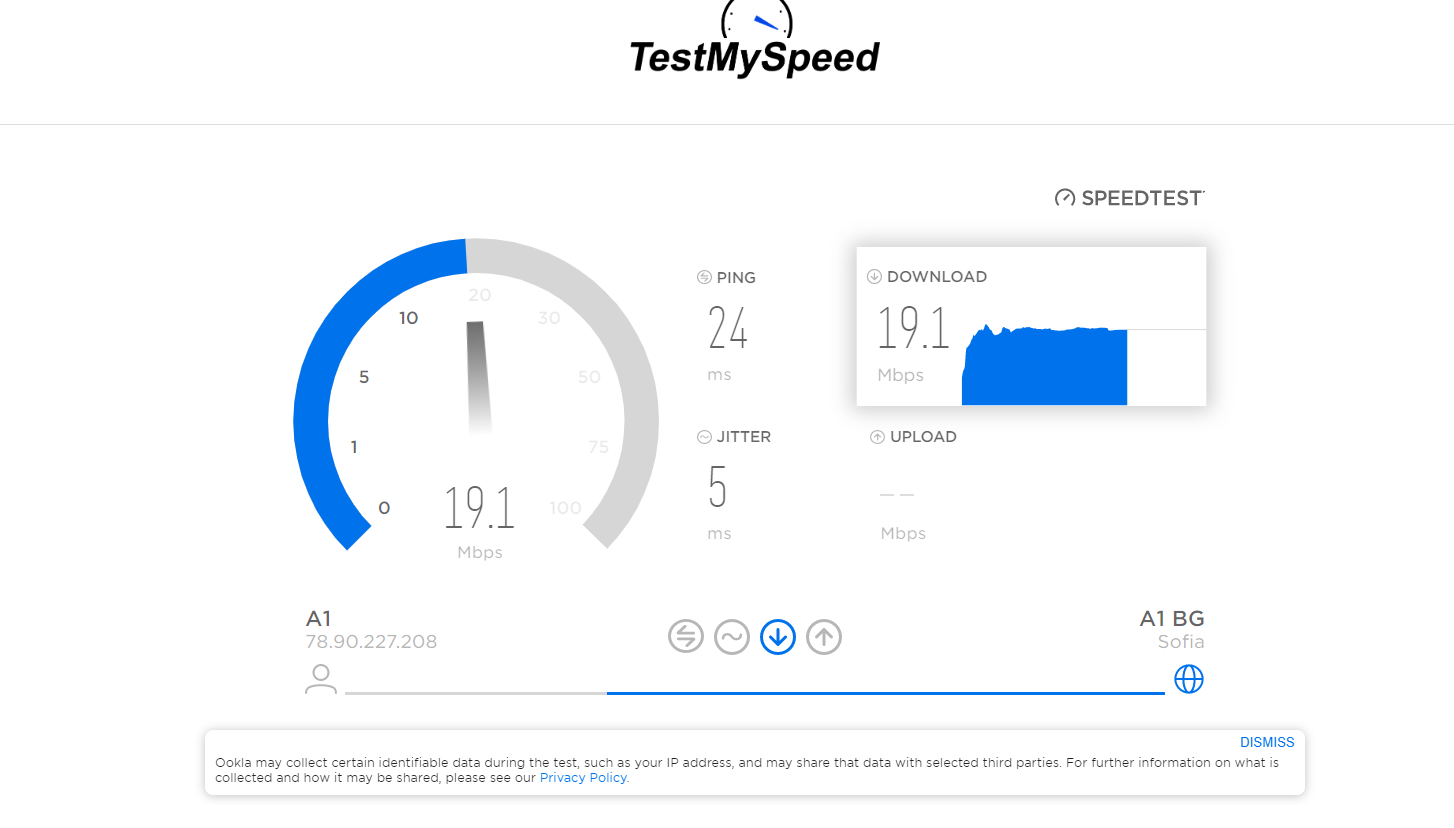 TestMySpeed
SPEEDTEST
PING
24
ms
DOWNLOAD
19.1
Mbps
JITTER
5
ms
UPLOAD
Mbps
0
1
5
10
20
30
50
75
100
19.1
Mbps
A1
78.90.227.208
A1 BG
Sofia
DISMISS
Ookla may collect certain identifiable data during the test, such as your IP address, and may share that data with selected third parties. For further information on what is
collected and how it may be shared, please see our Privacy Policy.